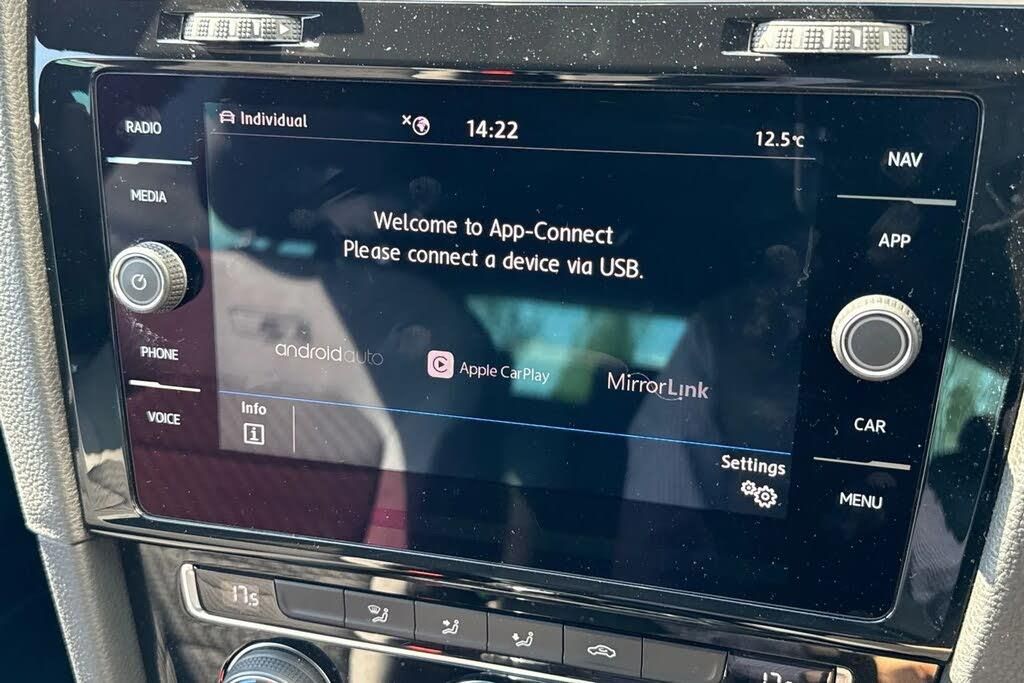 RADIO
MEDIA
PHONE
VOICE
Individual
14:22
12.5°C
Welcome to App-Connect
Please connect a device via USB.
androidauto
Apple CarPlay
MirrorLink
Info
i
Settings
NAV
APP
CAR
MENU
17.5